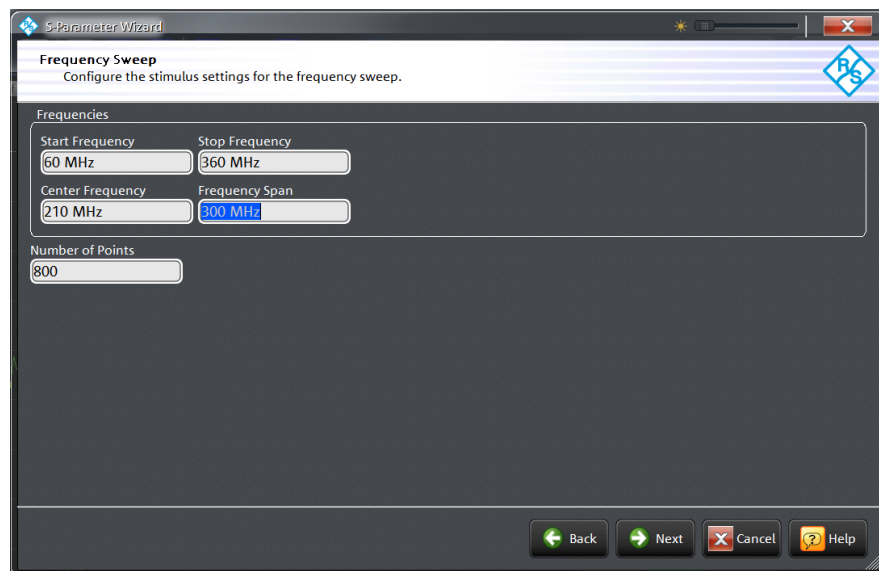 S-Parameter Wizard
Frequency Sweep
Configure the stimulus settings for the frequency sweep.
R/S
Frequencies
Start Frequency Stop Frequency
60 MHz 360 MHz
Center Frequency Frequency Span
210 MHz 300 MHz
Number of Points
800
Back Next Cancel Help